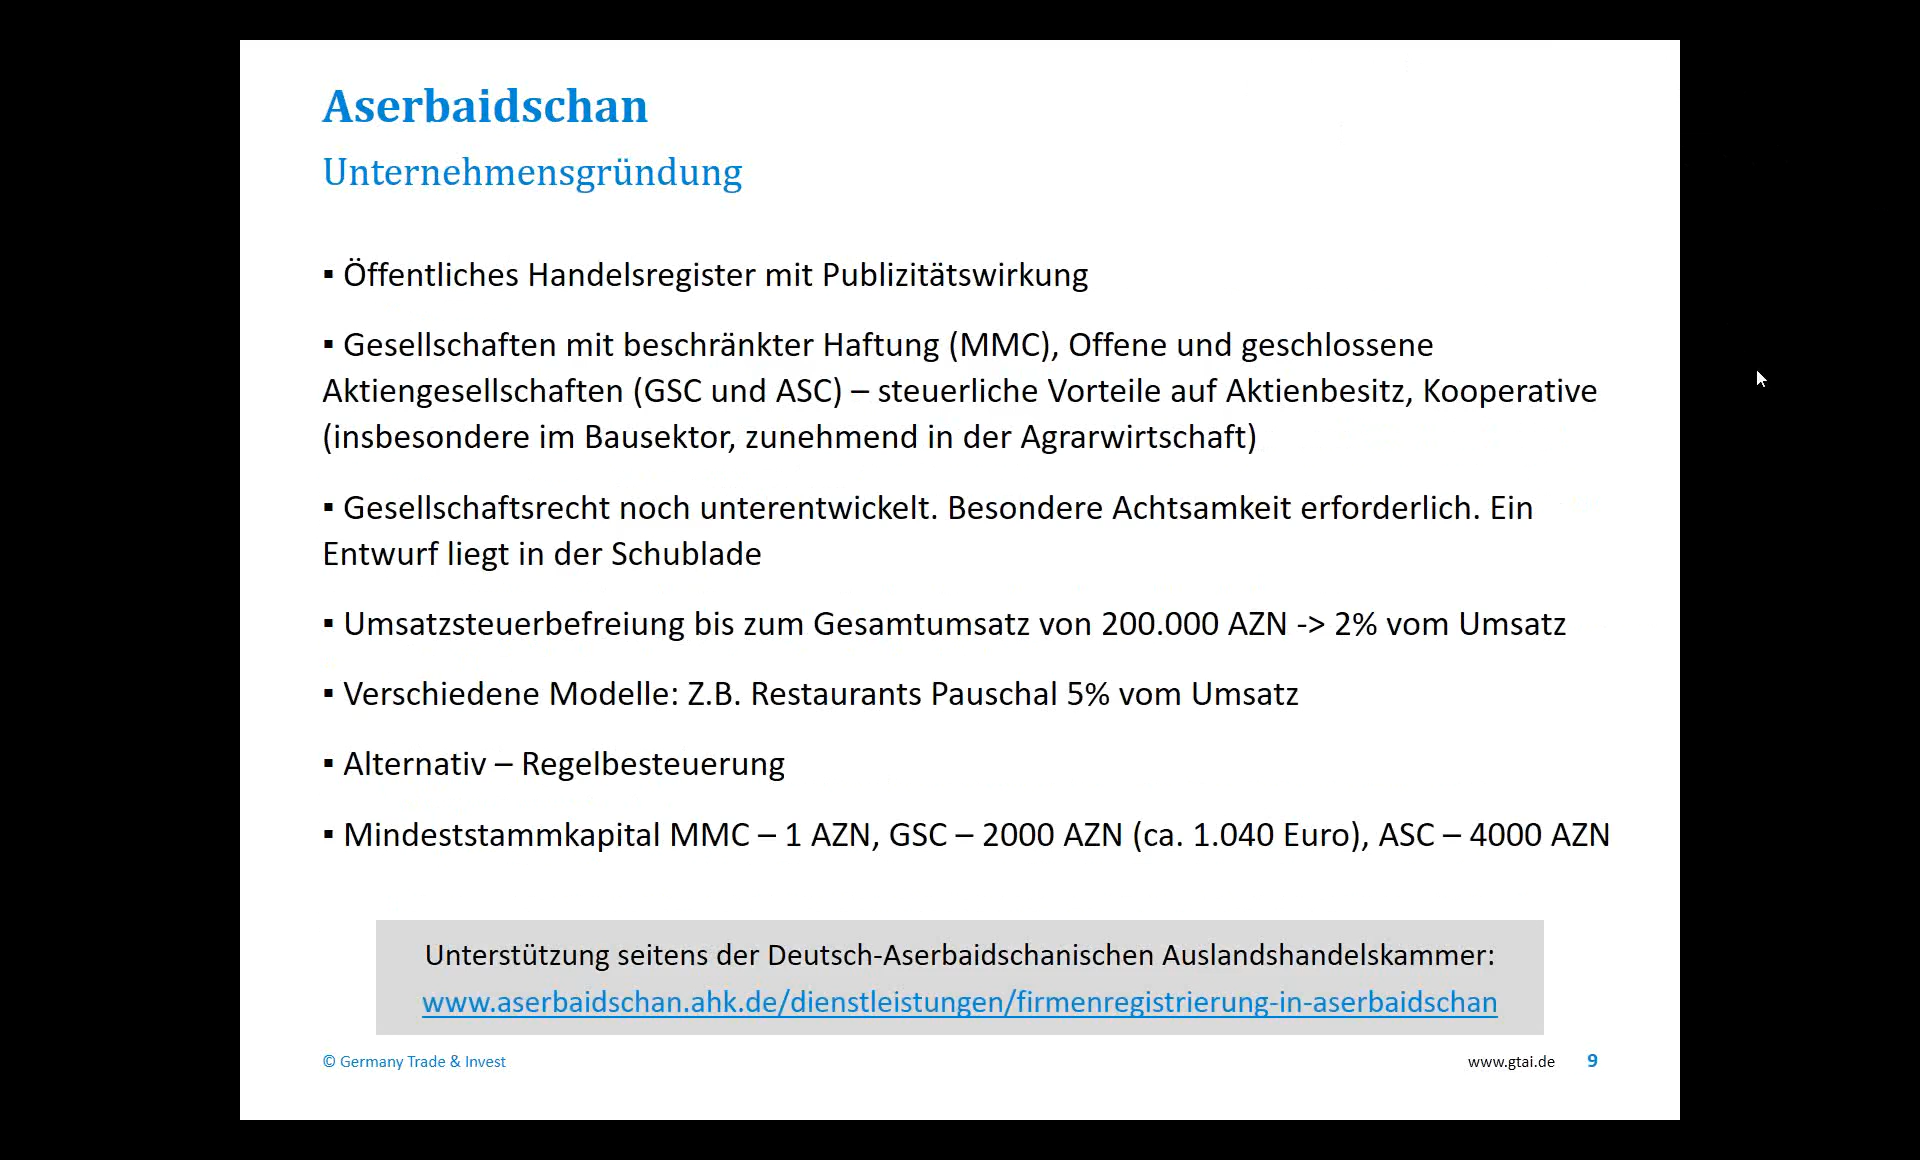 Aserbaidschan
Unternehmensgründung
▪ Öffentliches Handelsregister mit Publizitätswirkung
▪ Gesellschaften mit beschränkter Haftung (MMC), Offene und geschlossene
Aktiengesellschaften (GSC und ASC) – steuerliche Vorteile auf Aktienbesitz, Kooperative
(insbesondere im Bausektor, zunehmend in der Agrarwirtschaft)
▪ Gesellschaftsrecht noch unterentwickelt. Besondere Achtsamkeit erforderlich. Ein
Entwurf liegt in der Schublade
▪ Umsatzsteuerbefreiung bis zum Gesamtumsatz von 200.000 AZN -> 2% vom Umsatz
▪ Verschiedene Modelle: Z.B. Restaurants Pauschal 5% vom Umsatz
▪ Alternativ – Regelbesteuerung
▪ Mindeststammkapital MMC – 1 AZN, GSC – 2000 AZN (ca. 1.040 Euro), ASC – 4000 AZN
Unterstützung seitens der Deutsch-Aserbaidschanischen Auslandshandelskammer:
www.aserbaidschan.ahk.de/dienstleistungen/firmenregistrierung-in-aserbaidschan
© Germany Trade & Invest
www.gtai.de 9